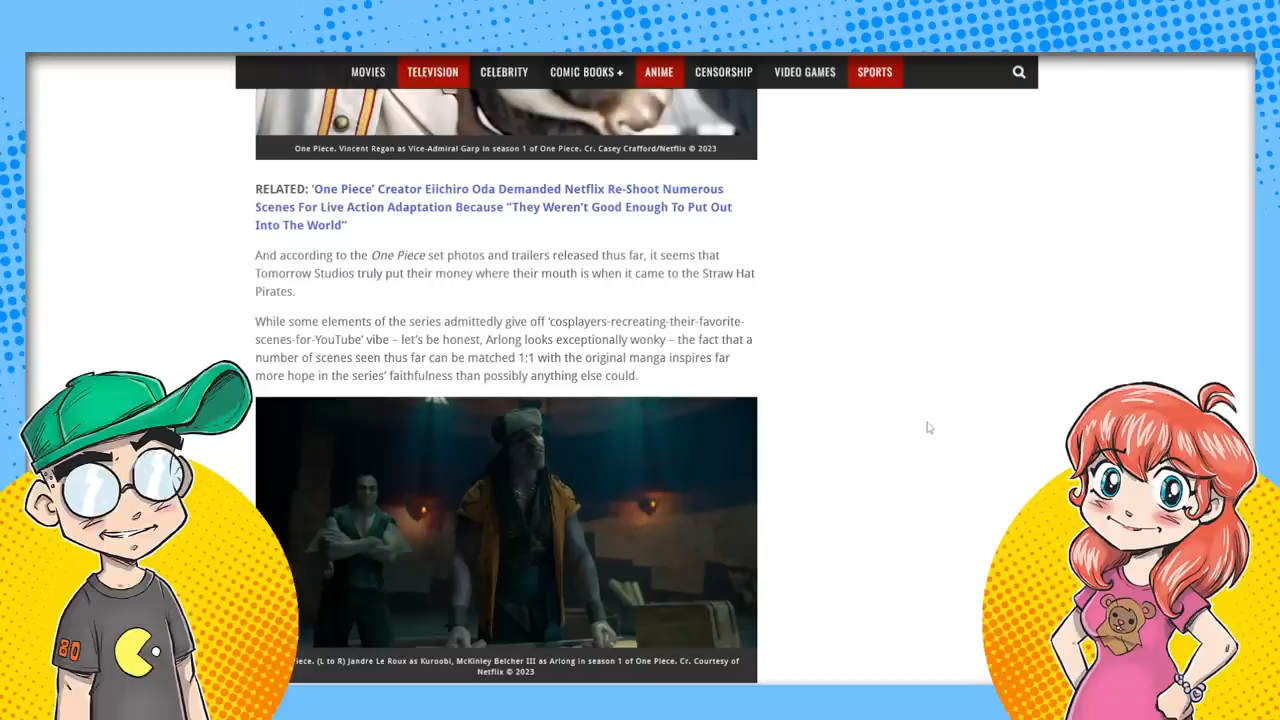 MOVIES TELEVISION CELEBRITY COMIC BOOKS + ANIME CENSORSHIP VIDEO GAMES SPORTS
One Piece. Vincent Regan as Vice-Admiral Garp in season 1 of One Piece. Cr. Casey Crafford/Netflix © 2023
RELATED: 'One Piece' Creator Eiichiro Oda Demanded Netflix Re-Shoot Numerous
Scenes For Live Action Adaptation Because “They Weren’t Good Enough To Put Out
Into The World”
And according to the One Piece set photos and trailers released thus far, it seems that
Tomorrow Studios truly put their money where their mouth is when it came to the Straw Hat
Pirates.
While some elements of the series admittedly give off ‘cosplayers-recreating-their-favorite-
scenes-for-YouTube’ vibe – let’s be honest, Arlong looks exceptionally wonky – the fact that a
number of scenes seen thus far can be matched 1:1 with the original manga inspires far
more hope in the series’ faithfulness than possibly anything else could.
iece. (L to R) Jandre Le Roux as Kuroobi, McKinley Belcher III as Arlong in season 1 of One Piece. Cr. Courtesy of
Netflix © 2023
80